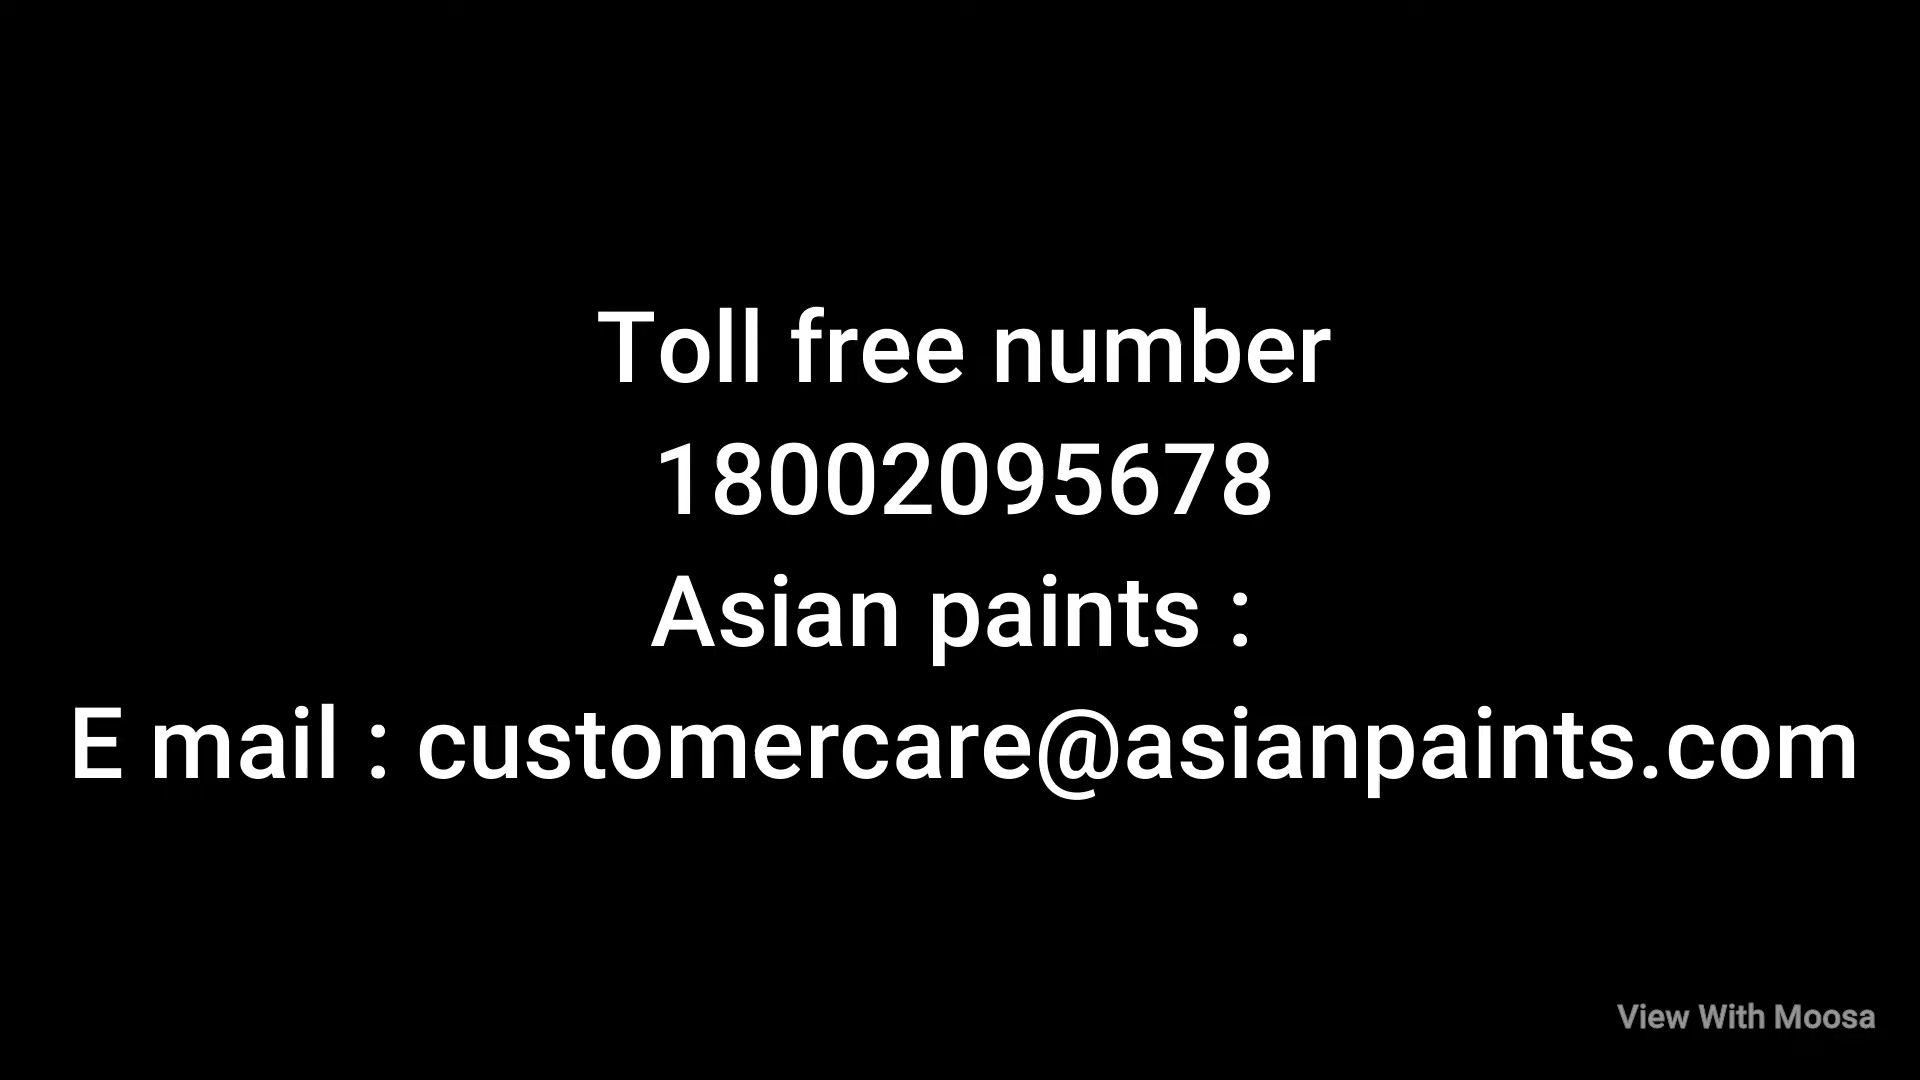 Toll free number
18002095678
Asian paints :
E mail : customercare@asianpaints.com
View With Moosa